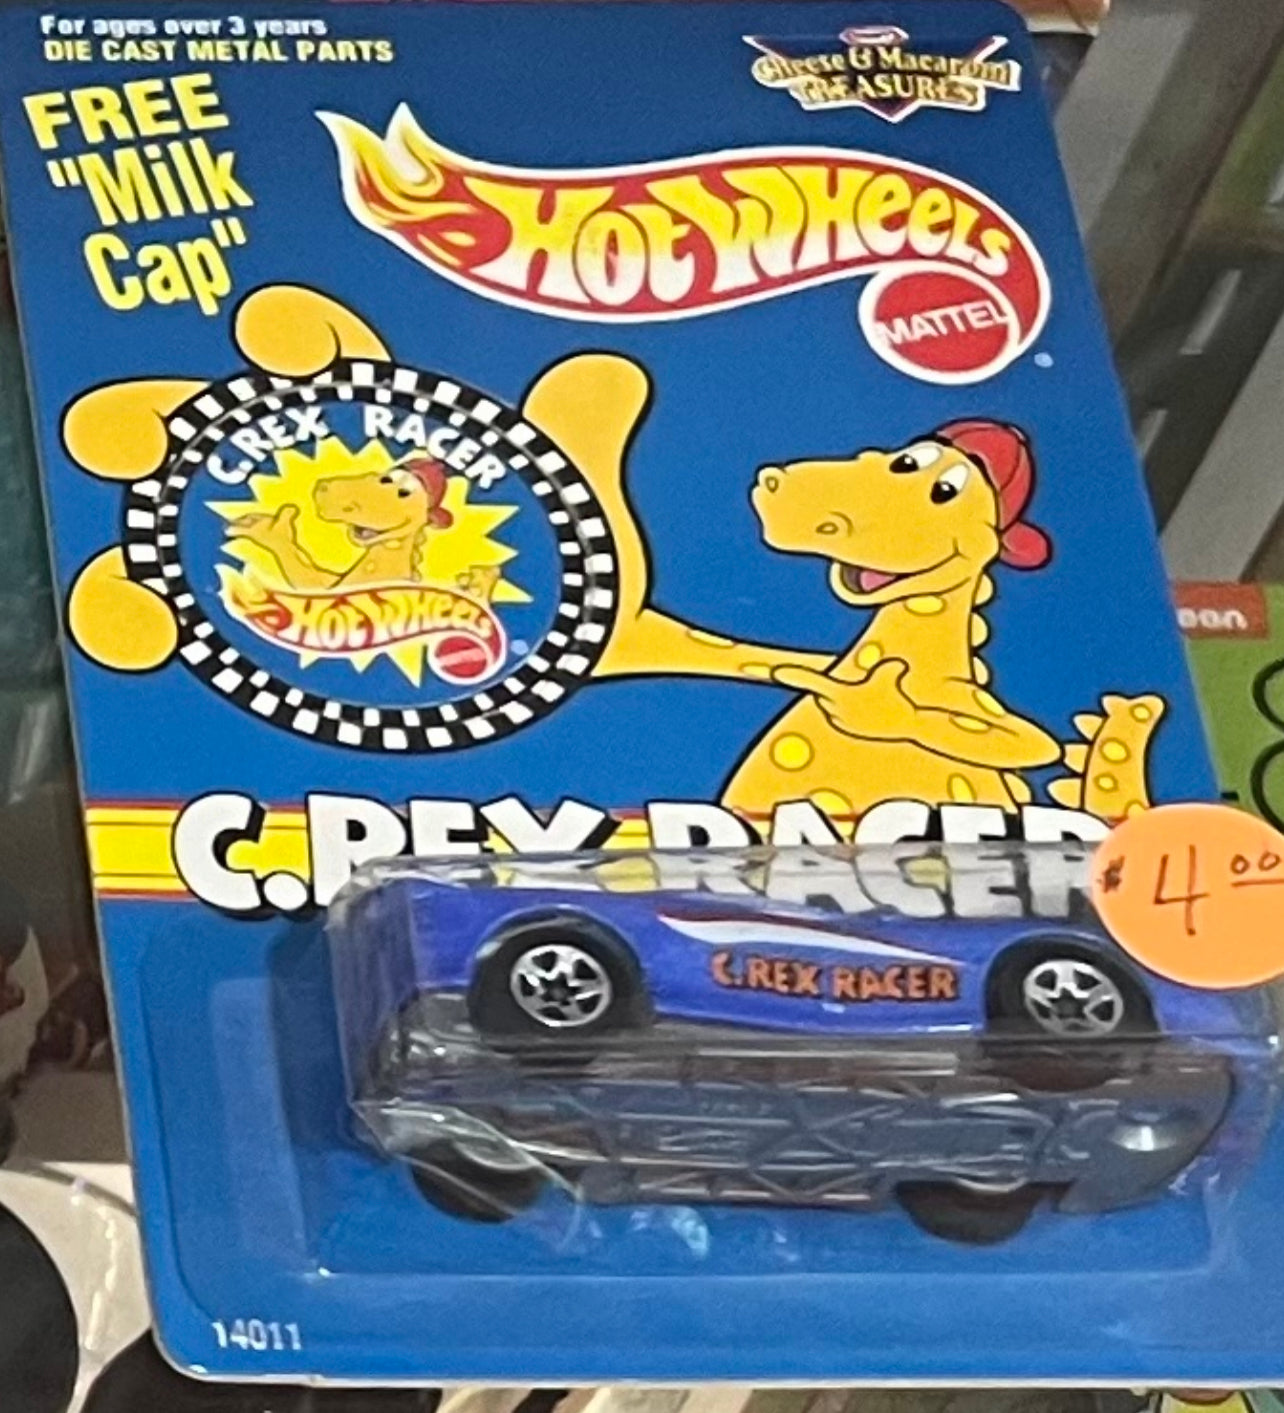 For ages over 3 years
DIE CAST METAL PARTS
FREE
"Milk
Cap"
Cheese & Macaroni
TREASURES
HOT WHEELS
MATTEL
C.REX RACER
HOT WHEELS
C.REX RACER
$4.00
C.REX RACER
14011